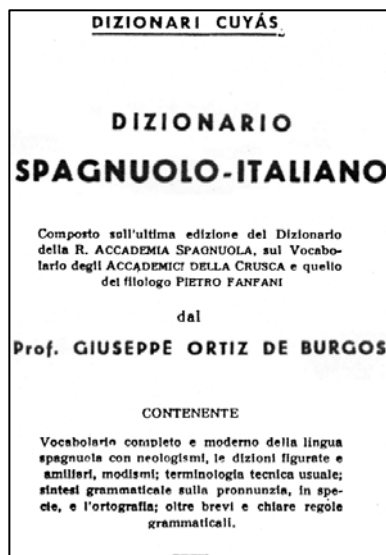 DIZIONARI CUYÁS.
DIZIONARIO
SPAGNUOLO-ITALIANO
Composto sull'ultima edizione del Dizionario
della R. ACCADEMIA SPAGNUOLA, sul Vocabo-
lario degli ACCADEMICI DELLA CRUSCA e quello
del filologo PIETRO FANFANI
dal
Prof. GIUSEPPE ORTIZ DE BURGOS
CONTENENTE
Vocabolario completo e moderno della lingua
spagnuola con neologismi, le dizioni figurate e
amiliari, modismi; terminologia tecnica usuale;
sintesi grammaticale sulla pronnunzia, in spe-
cie, e l'ortografia; oltre brevi e chiare regole
grammaticali.